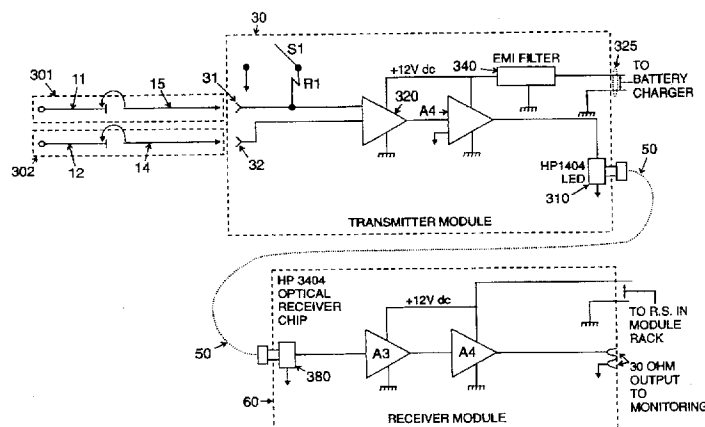 30
S1
R1
301
11
15
31
302
12
14
32
+12V dc
320
340
EMI FILTER
A4
325
TO
BATTERY
CHARGER
HP1404
LED
310
50
TRANSMITTER MODULE
HP 3404
OPTICAL
RECEIVER
CHIP
+12V dc
50
380
A3
A4
TO R.S. IN
MODULE
RACK
30 OHM
OUTPUT
TO
MONITORING
60
RECEIVER MODULE